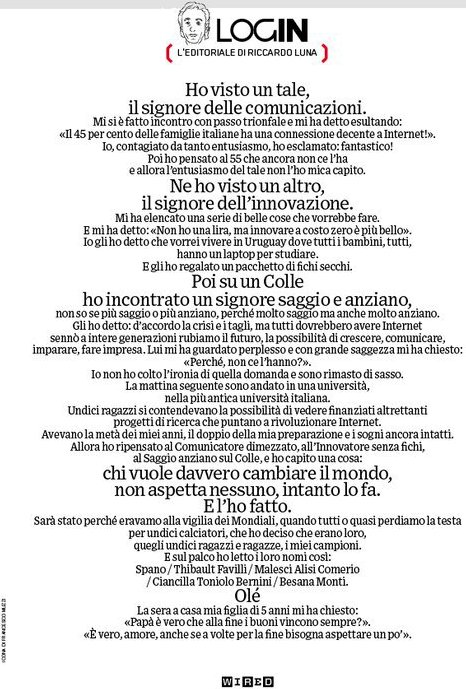 LOGIN
( L'EDITORIALE DI RICCARDO LUNA )
Ho visto un tale,
il signore delle comunicazioni.
Mi si è fatto incontro con passo trionfale e mi ha detto esultando:
«Il 45 per cento delle famiglie italiane ha una connessione decente a Internet!».
Io, contagiato da tanto entusiasmo, ho esclamato: fantastico!
Poi ho pensato al 55 che ancora non ce l'ha
e allora l'entusiasmo del tale non l'ho mica capito.
Ne ho visto un altro,
il signore dell'innovazione.
Mi ha elencato una serie di belle cose che vorrebbe fare.
E mi ha detto: «Non ho una lira, ma innovare a costo zero è più bello».
Io gli ho detto che vorrei vivere in Uruguay dove tutti i bambini, tutti,
hanno un laptop per studiare.
E gli ho regalato un pacchetto di fichi secchi.
Poi su un Colle
ho incontrato un signore saggio e anziano,
non so se più saggio o più anziano, perché molto saggio ma anche molto anziano.
Gli ho detto: d'accordo la crisi e i tagli, ma tutti dovrebbero avere Internet
sennò a intere generazioni rubiamo il futuro, la possibilità di crescere, comunicare,
imparare, fare impresa. Lui mi ha guardato perplesso e con grande saggezza mi ha chiesto:
«Perché, non ce l'hanno?».
Io non ho colto l'ironia di quella domanda e sono rimasto di sasso.
La mattina seguente sono andato in una università,
nella più antica università italiana.
Undici ragazzi si contendevano la possibilità di vedere finanziati altrettanti
progetti di ricerca che puntano a rivoluzionare Internet.
Avevano la metà dei miei anni, il doppio della mia preparazione e i sogni ancora intatti.
Allora ho ripensato al Comunicatore dimezzato, all'Innovatore senza fichi,
al Saggio anziano sul Colle, e ho capito una cosa:
chi vuole davvero cambiare il mondo,
non aspetta nessuno, intanto lo fa.
E l'ho fatto.
Sarà stato perché eravamo alla vigilia dei Mondiali, quando tutti o quasi perdiamo la testa
per undici calciatori, che ho deciso che erano loro,
quegli undici ragazzi e ragazze, i miei campioni.
E sul palco ho letto i loro nomi così:
Spano / Thibault Favilli / Malesci Alisi Comerio
/ Ciancilla Toniolo Bernini / Besana Monti.
Olé
La sera a casa mia figlia di 5 anni mi ha chiesto:
«Papà è vero che alla fine i buoni vincono sempre?».
«È vero, amore, anche se a volte per la fine bisogna aspettare un po'».
ICONA DI FRANCESCO MUZZI
WIRED